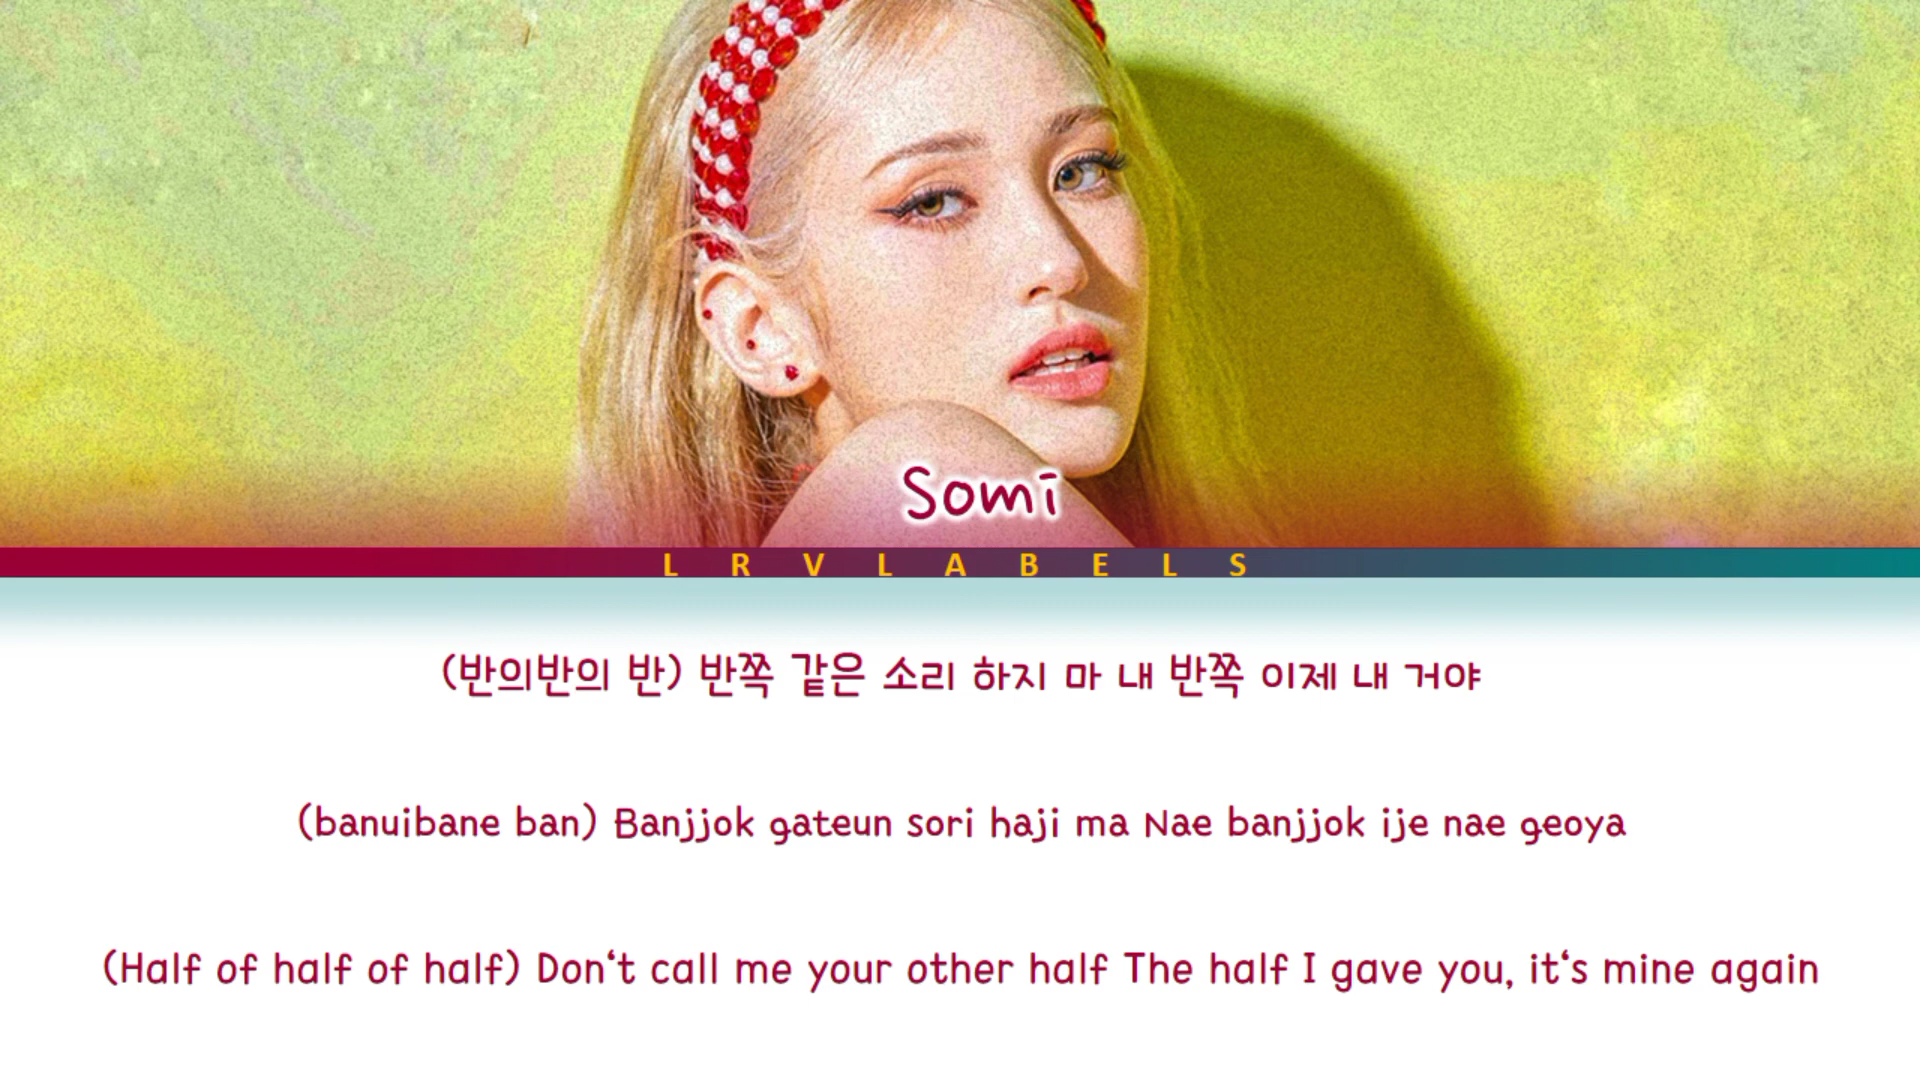 Somi
LRVLABELS
(반의반의 반) 반쪽 같은 소리 하지 마 내 반쪽 이제 내 거야
(banuibane ban) Banjjok gateun sori haji ma Nae banjjok ije nae geoya
(Half of half of half) Don‘t call me your other half The half I gave you, it‘s mine again